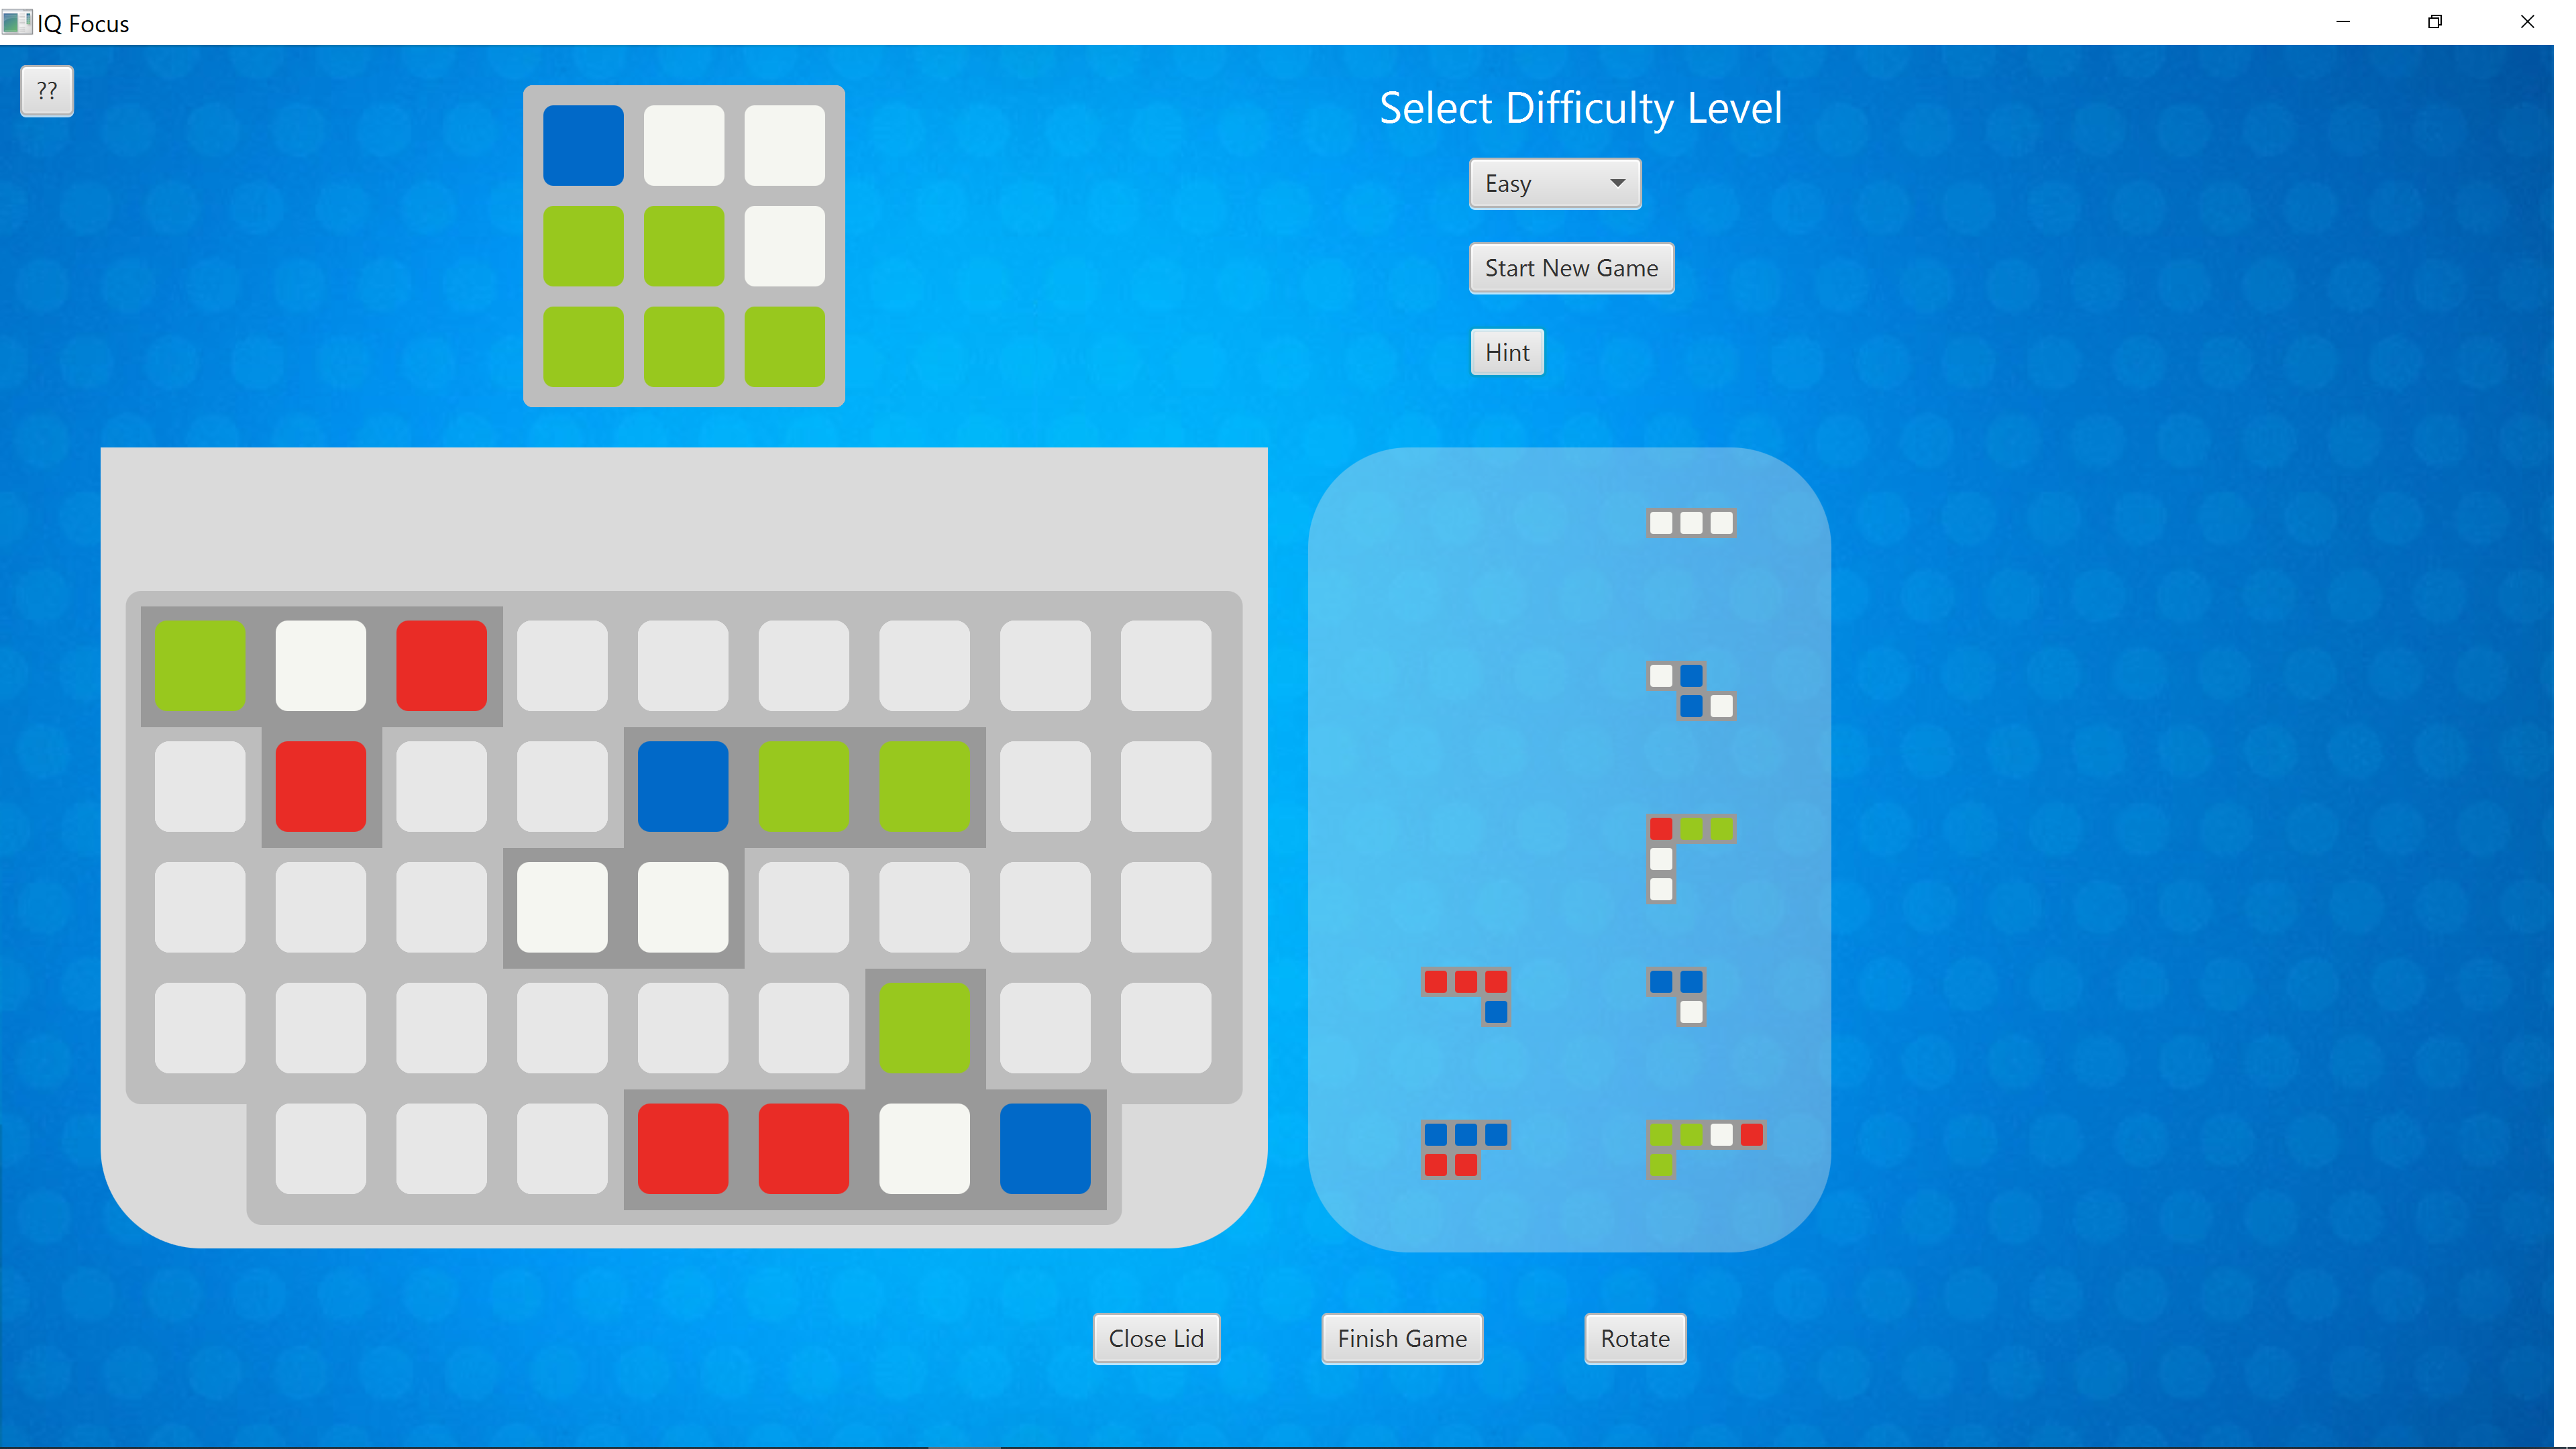 IQ Focus
??
Select Difficulty Level
Easy
Start New Game
Hint
Close Lid
Finish Game
Rotate